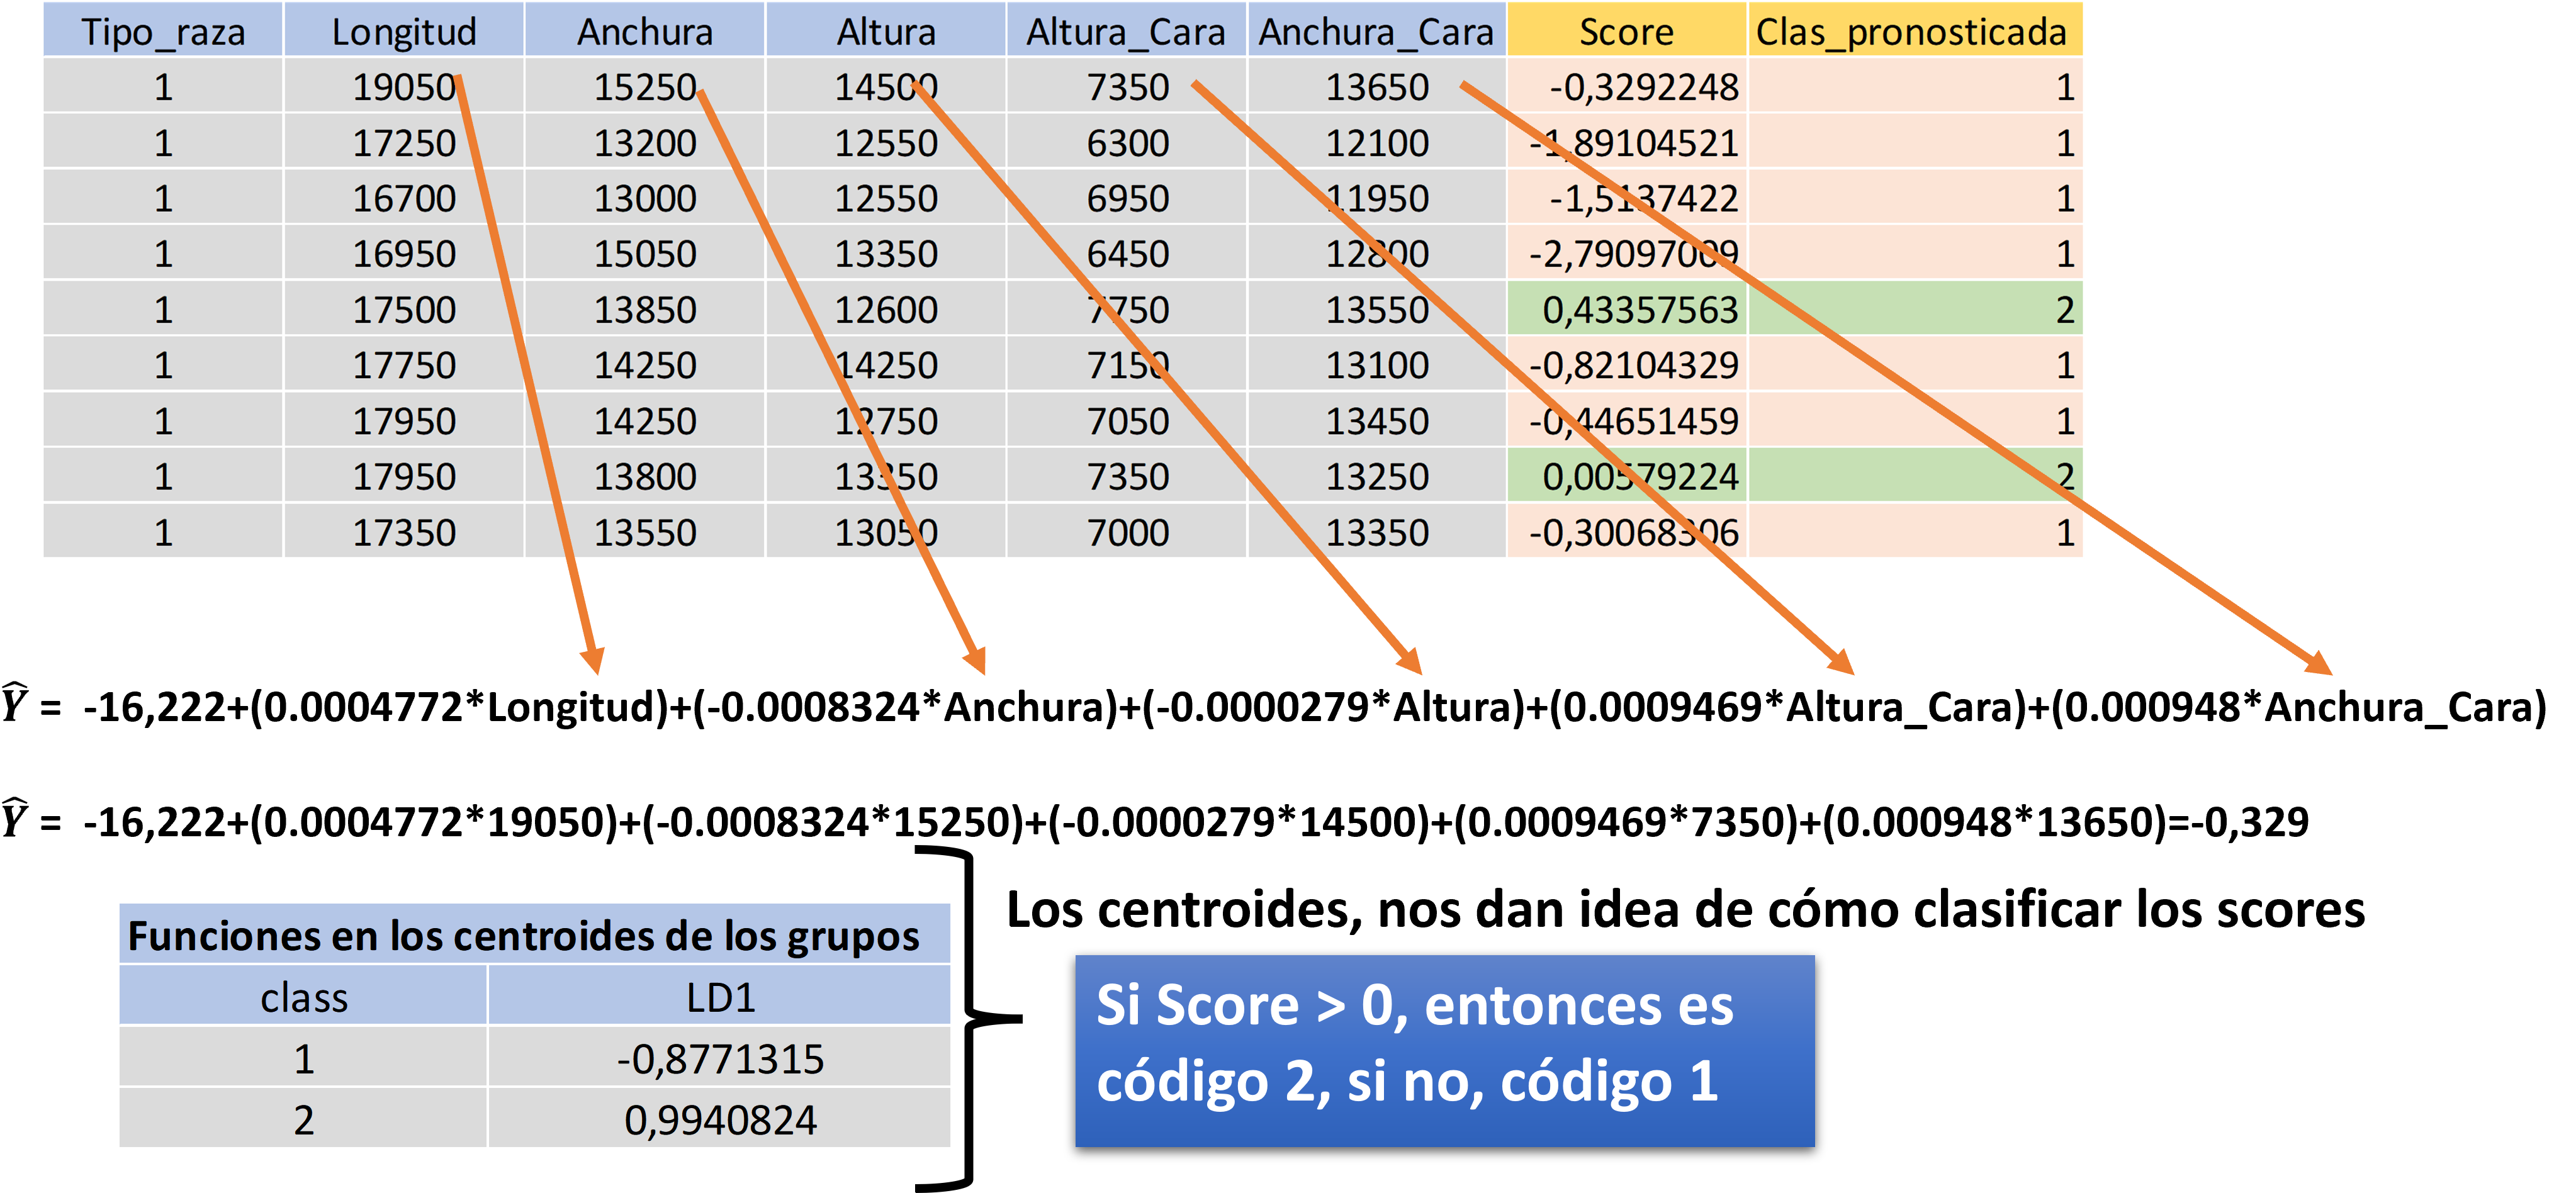 Tipo_raza Longitud Anchura Altura Altura_Cara Anchura_Cara Score Clas_pronosticada
1 19050 15250 14500 7350 13650 -0,3292248 1
1 17250 13200 12550 6300 12100 -1,89104521 1
1 16700 13000 12550 6950 11950 -1,5137422 1
1 16950 15050 13350 6450 12800 -2,79097009 1
1 17500 13850 12600 7750 13550 0,43357563 2
1 17750 14250 14250 7150 13100 -0,82104329 1
1 17950 14250 12750 7050 13450 -0,44651459 1
1 17950 13800 13350 7350 13250 0,00579224 2
1 17350 13550 13050 7000 13350 -0,30068306 1
Ŷ = -16,222+(0.0004772*Longitud)+(-0.0008324*Anchura)+(-0.0000279*Altura)+(0.0009469*Altura_Cara)+(0.000948*Anchura_Cara)
Ŷ = -16,222+(0.0004772*19050)+(-0.0008324*15250)+(-0.0000279*14500)+(0.0009469*7350)+(0.000948*13650)=-0,329
Funciones en los centroides de los grupos
class LD1
1 -0,8771315
2 0,9940824
Los centroides, nos dan idea de cómo clasificar los scores
Si Score > 0, entonces es
código 2, si no, código 1